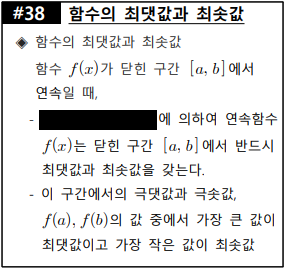 #38 함수의 최댓값과 최솟값
◈ 함수의 최댓값과 최솟값
함수 f(x)가 닫힌 구간 [a, b]에서
연속일 때,
- 에 의하여 연속함수
f(x)는 닫힌 구간 [a, b]에서 반드시
최댓값과 최솟값을 갖는다.
- 이 구간에서의 극댓값과 극솟값,
f(a), f(b)의 값 중에서 가장 큰 값이
최댓값이고 가장 작은 값이 최솟값